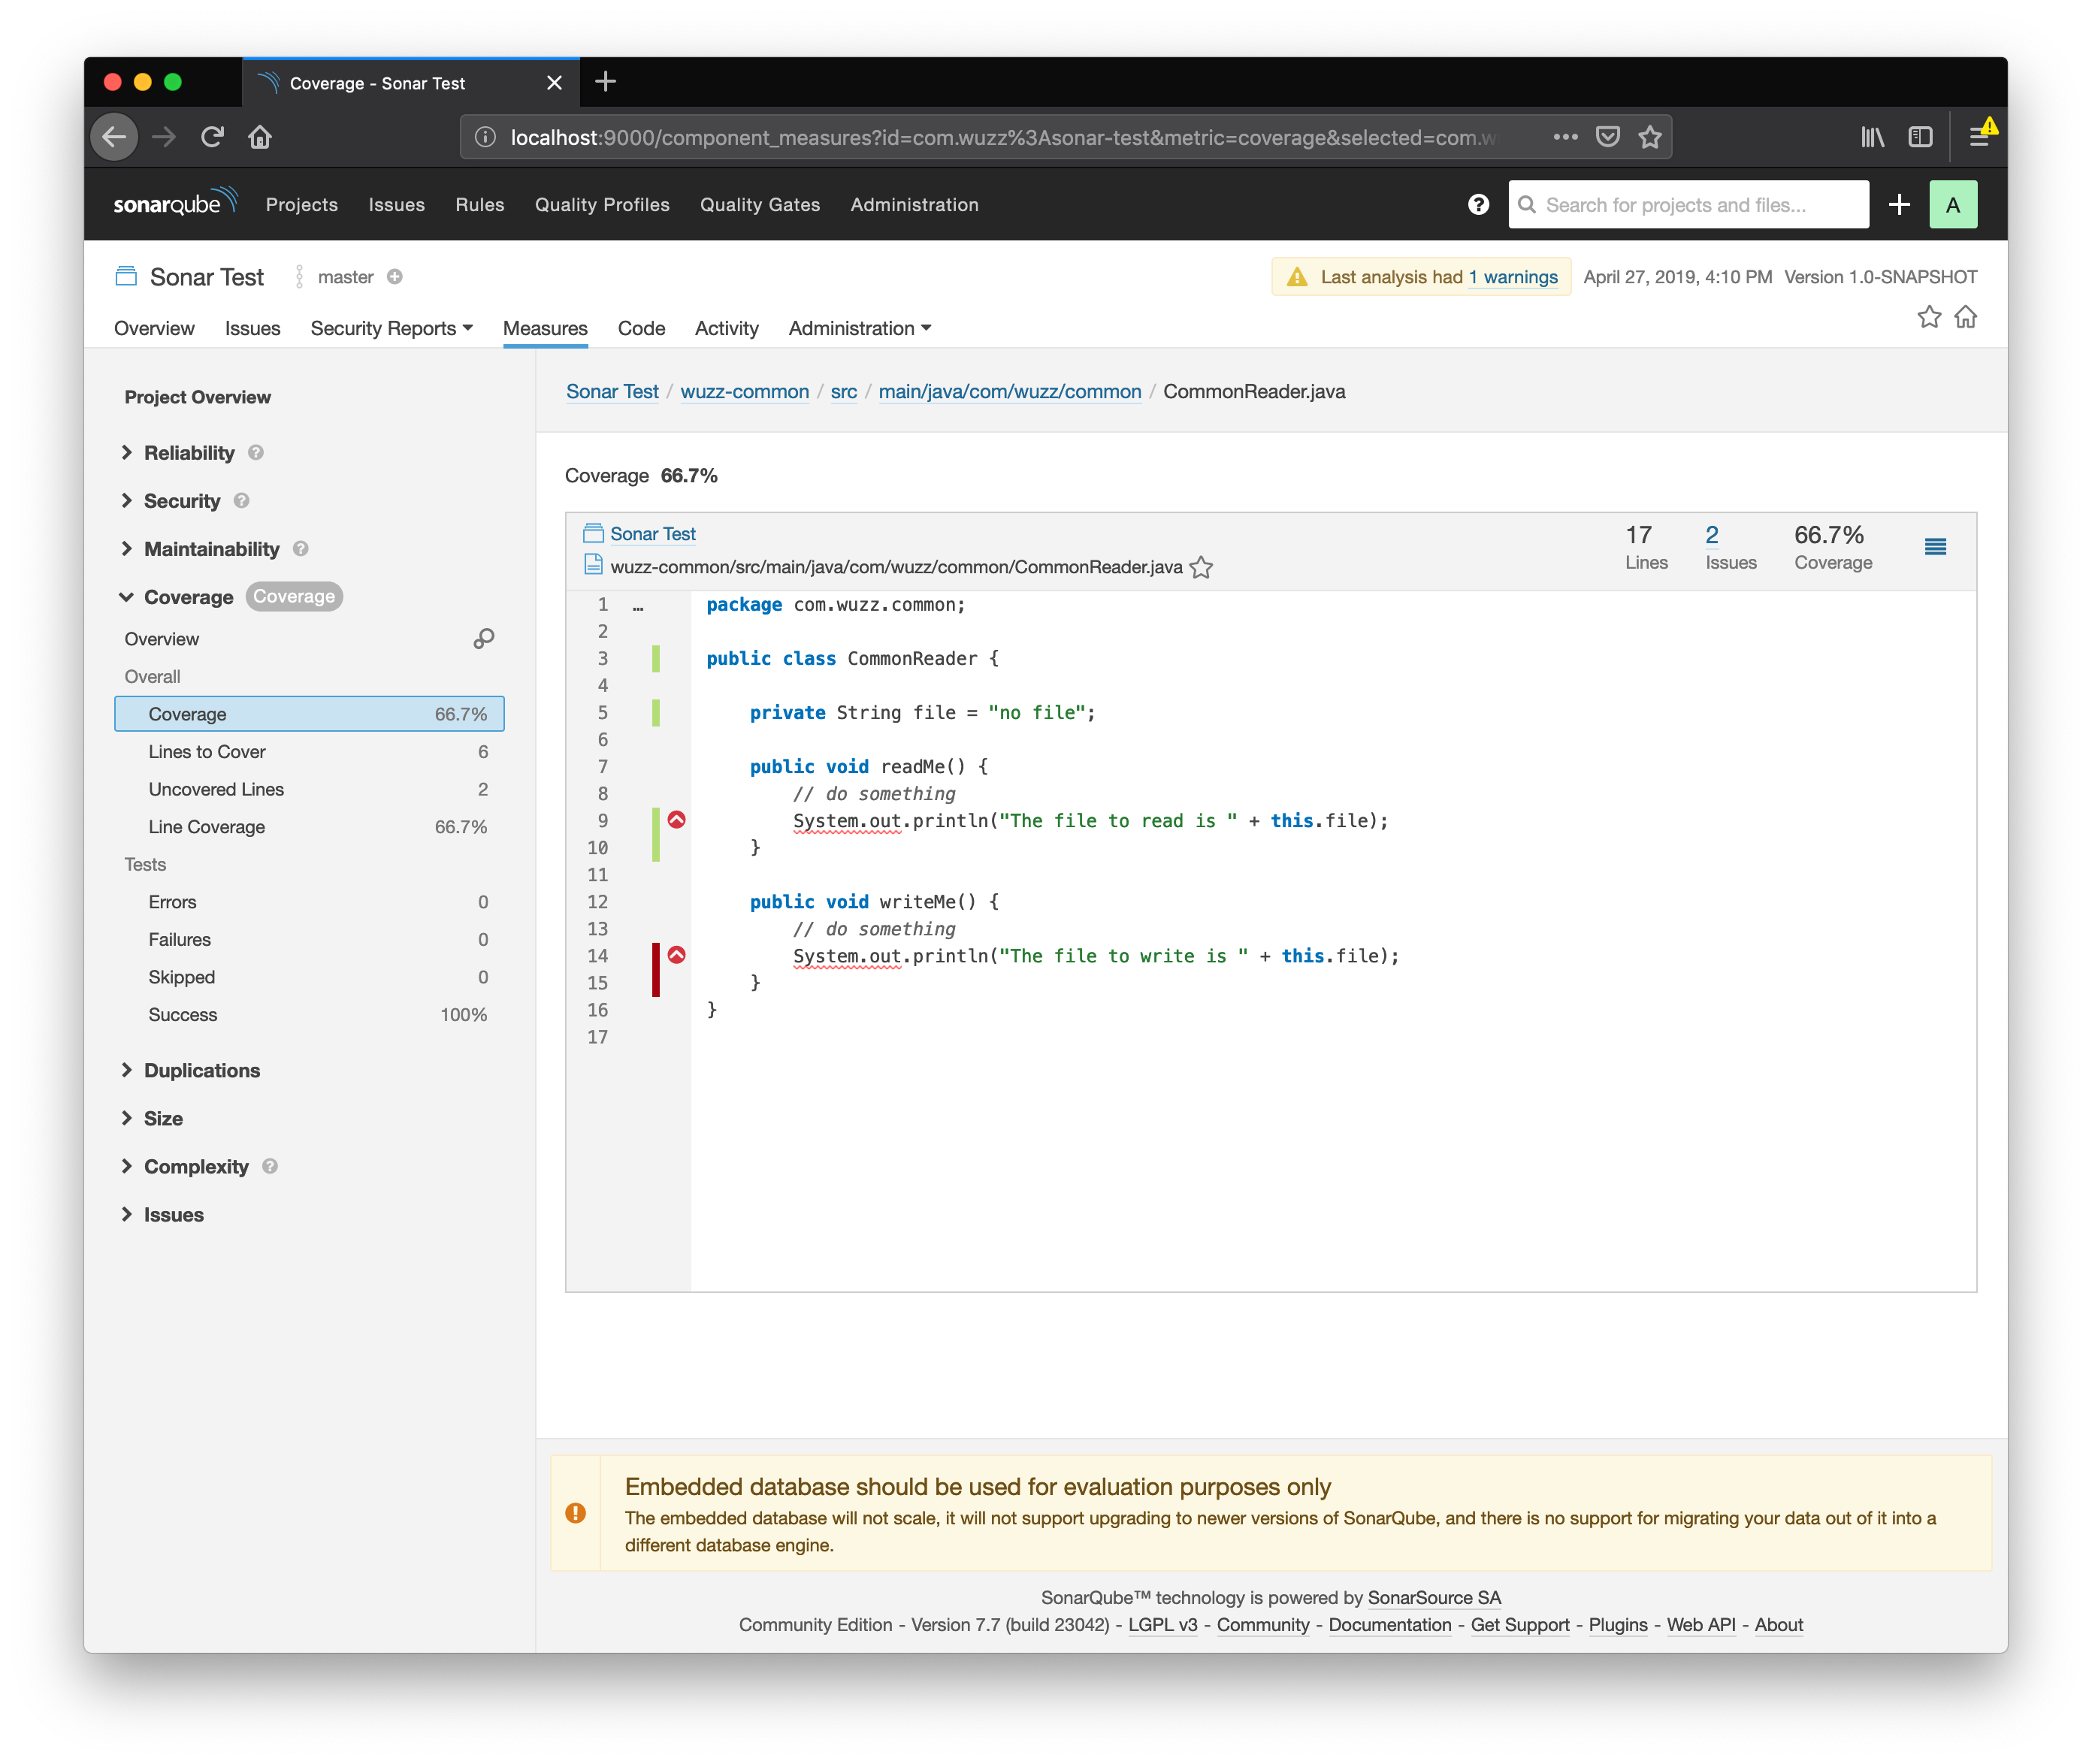 Coverage - Sonar Test
localhost:9000/component_measures?id=com.wuzz%3Asonar-test&metric=coverage&selected=com.w
sonarqube Projects Issues Rules Quality Profiles Quality Gates Administration Search for projects and files... A
Sonar Test master Last analysis had 1 warnings April 27, 2019, 4:10 PM Version 1.0-SNAPSHOT
Overview Issues Security Reports Measures Code Activity Administration
Project Overview
Reliability
Security
Maintainability
Coverage Coverage
Overview
Overall
Coverage 66.7%
Lines to Cover 6
Uncovered Lines 2
Line Coverage 66.7%
Tests
Errors 0
Failures 0
Skipped 0
Success 100%
Duplications
Size
Complexity
Issues
Sonar Test / wuzz-common / src / main/java/com/wuzz/common / CommonReader.java
Coverage 66.7%
Sonar Test
wuzz-common/src/main/java/com/wuzz/common/CommonReader.java
17 2 66.7%
Lines Issues Coverage
1 … package com.wuzz.common;
2
3 public class CommonReader {
4
5 private String file = "no file";
6
7 public void readMe() {
8 // do something
9 System.out.println("The file to read is " + this.file);
10 }
11
12 public void writeMe() {
13 // do something
14 System.out.println("The file to write is " + this.file);
15 }
16 }
17
Embedded database should be used for evaluation purposes only
The embedded database will not scale, it will not support upgrading to newer versions of SonarQube, and there is no support for migrating your data out of it into a
different database engine.
SonarQube™ technology is powered by SonarSource SA
Community Edition - Version 7.7 (build 23042) - LGPL v3 - Community - Documentation - Get Support - Plugins - Web API - About